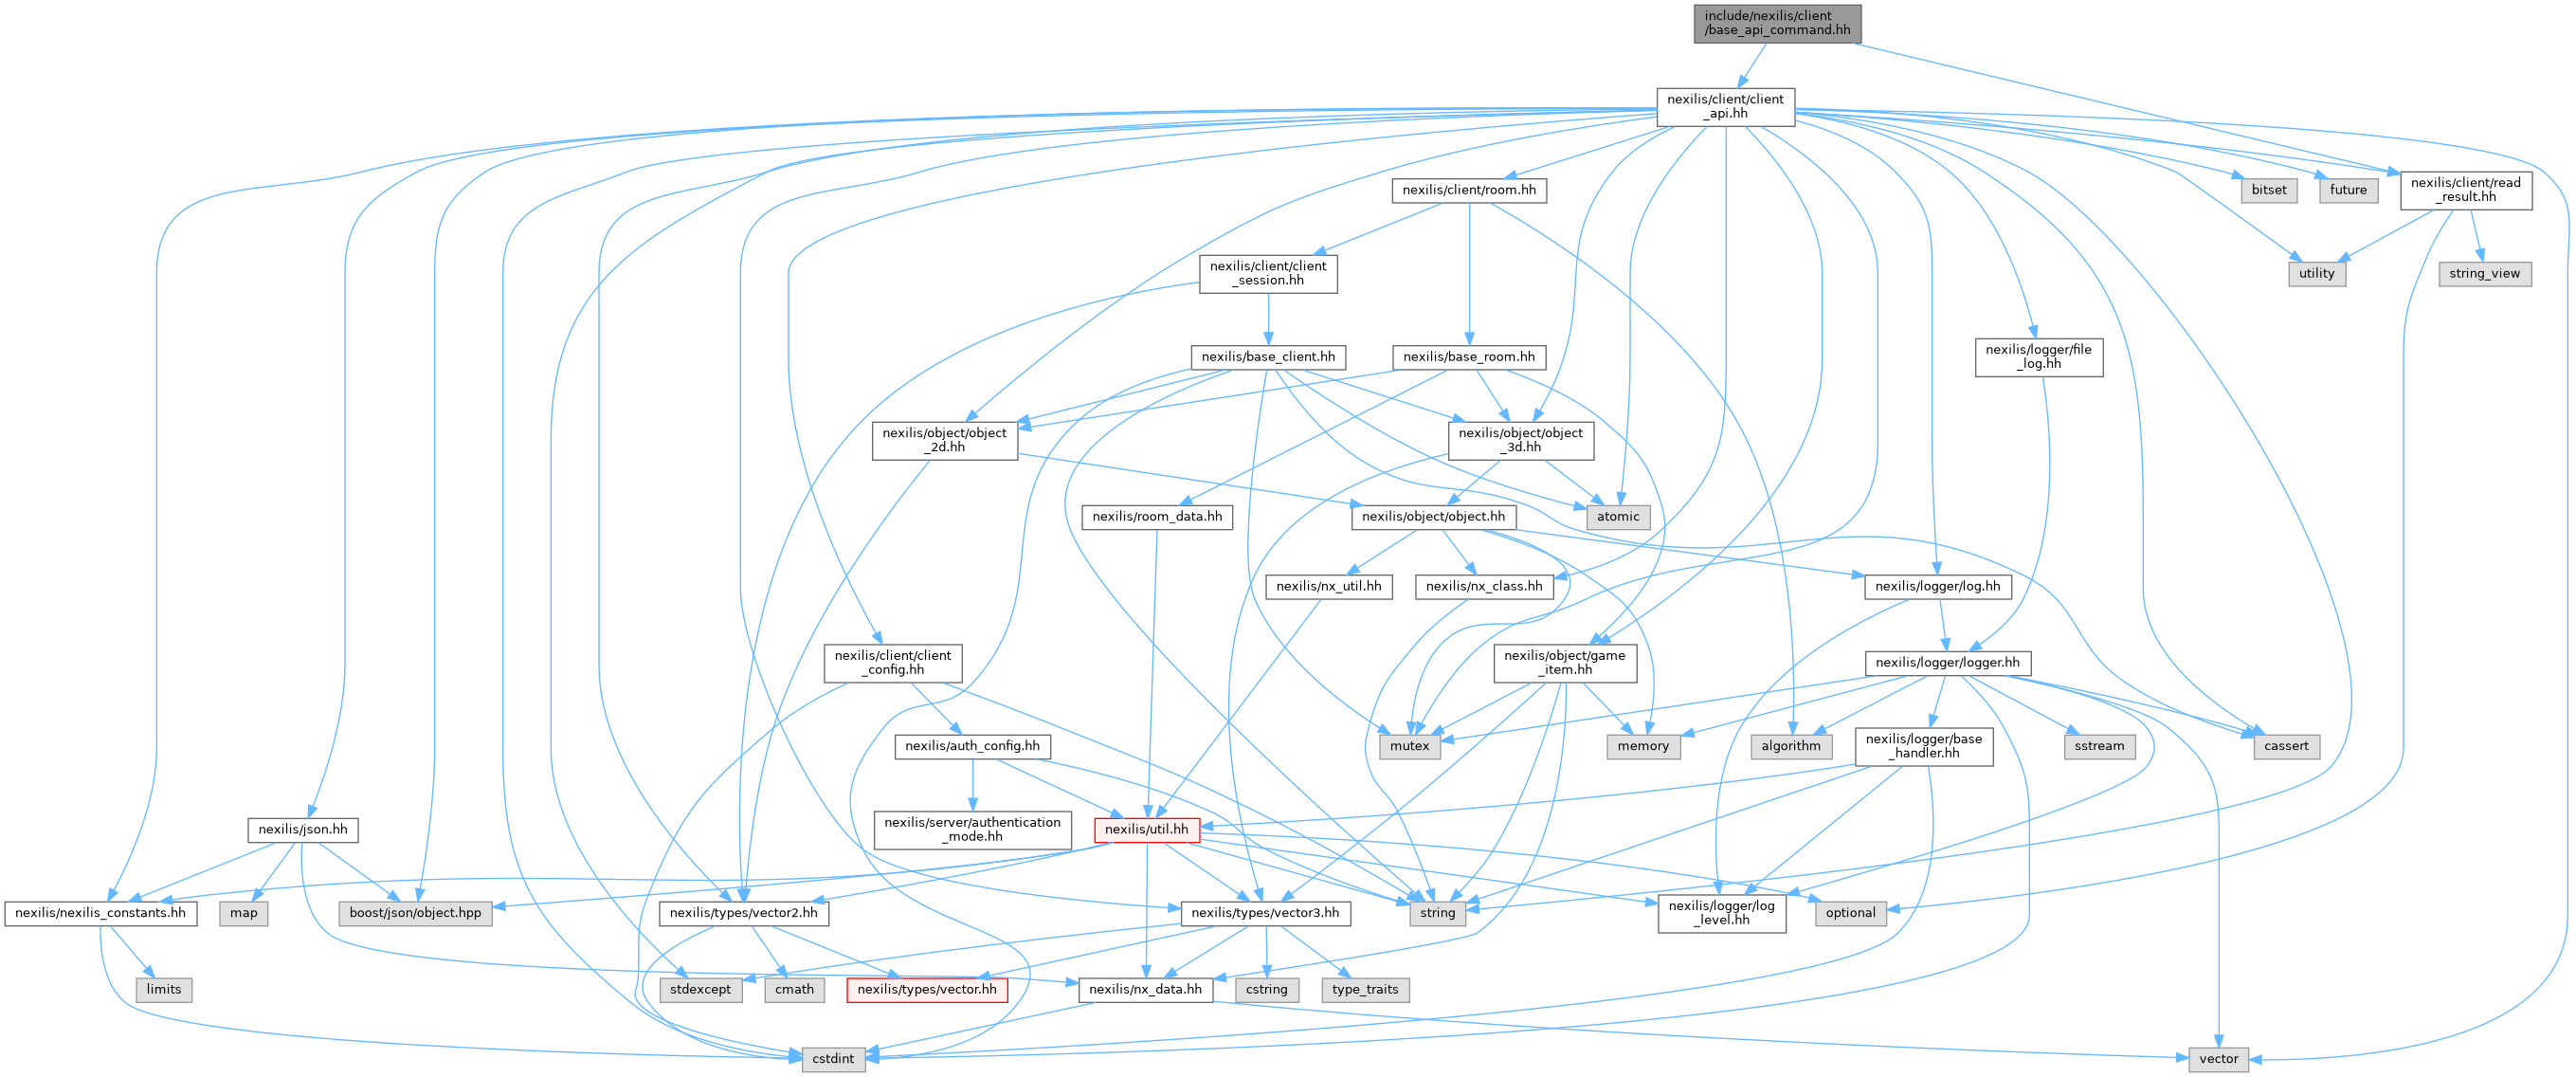 include/nexilis/client
/base_api_command.hh
nexilis/client/client
_api.hh
nexilis/client/room.hh
bitset
future
nexilis/client/read
_result.hh
nexilis/client/client
_session.hh
utility
string_view
nexilis/base_client.hh
nexilis/base_room.hh
nexilis/logger/file
_log.hh
nexilis/object/object
_2d.hh
nexilis/object/object
_3d.hh
nexilis/room_data.hh
nexilis/object/object.hh
atomic
nexilis/nx_util.hh
nexilis/nx_class.hh
nexilis/logger/log.hh
nexilis/client/client
_config.hh
nexilis/object/game
_item.hh
nexilis/logger/logger.hh
nexilis/auth_config.hh
mutex
memory
algorithm
nexilis/logger/base
_handler.hh
sstream
cassert
nexilis/json.hh
nexilis/server/authentication
_mode.hh
nexilis/util.hh
nexilis/nexilis_constants.hh
map
boost/json/object.hpp
nexilis/types/vector2.hh
nexilis/types/vector3.hh
string
nexilis/logger/log
_level.hh
optional
limits
stdexcept
cmath
nexilis/types/vector.hh
nexilis/nx_data.hh
cstring
type_traits
cstdint
vector